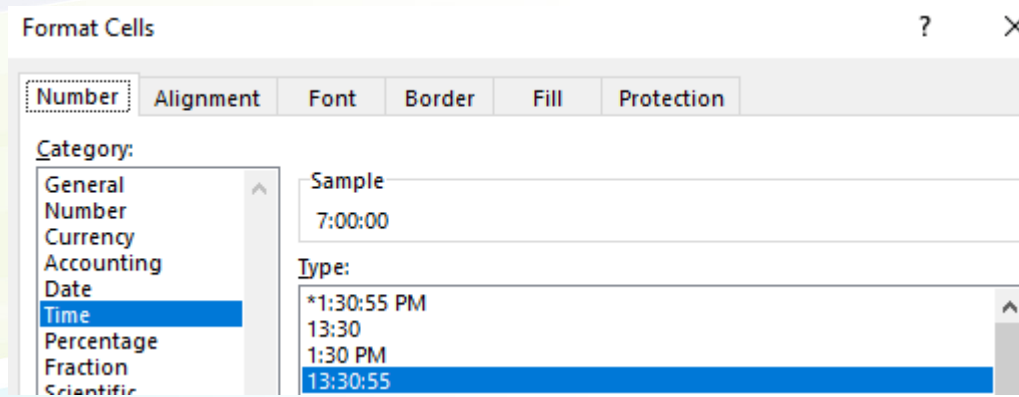 Format Cells ? ×
Number Alignment Font Border Fill Protection
Category:
General
Number
Currency
Accounting
Date
Time
Percentage
Fraction
Scientific
Sample
7:00:00
Type:
*1:30:55 PM
13:30
1:30 PM
13:30:55